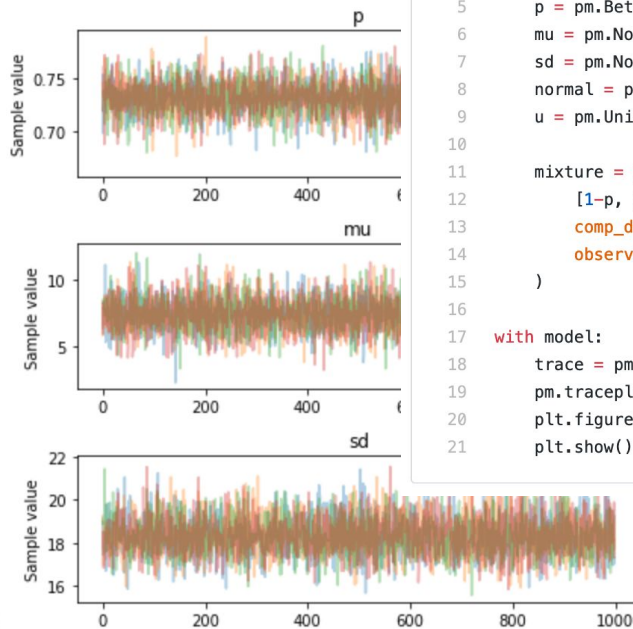 p
Sample value
0.75
0.70
0 200 400
mu
Sample value
10
5
0 200 400
sd
Sample value
22
20
18
16
0 200 400 600 800 1000
5 p = pm.Bet
6 mu = pm.No
7 sd = pm.No
8 normal = p
9 u = pm.Uni
10
11 mixture =
12 [1-p,
13 comp_d
14 observ
15 )
16
17 with model:
18 trace = pm
19 pm.tracepl
20 plt.figure
21 plt.show()